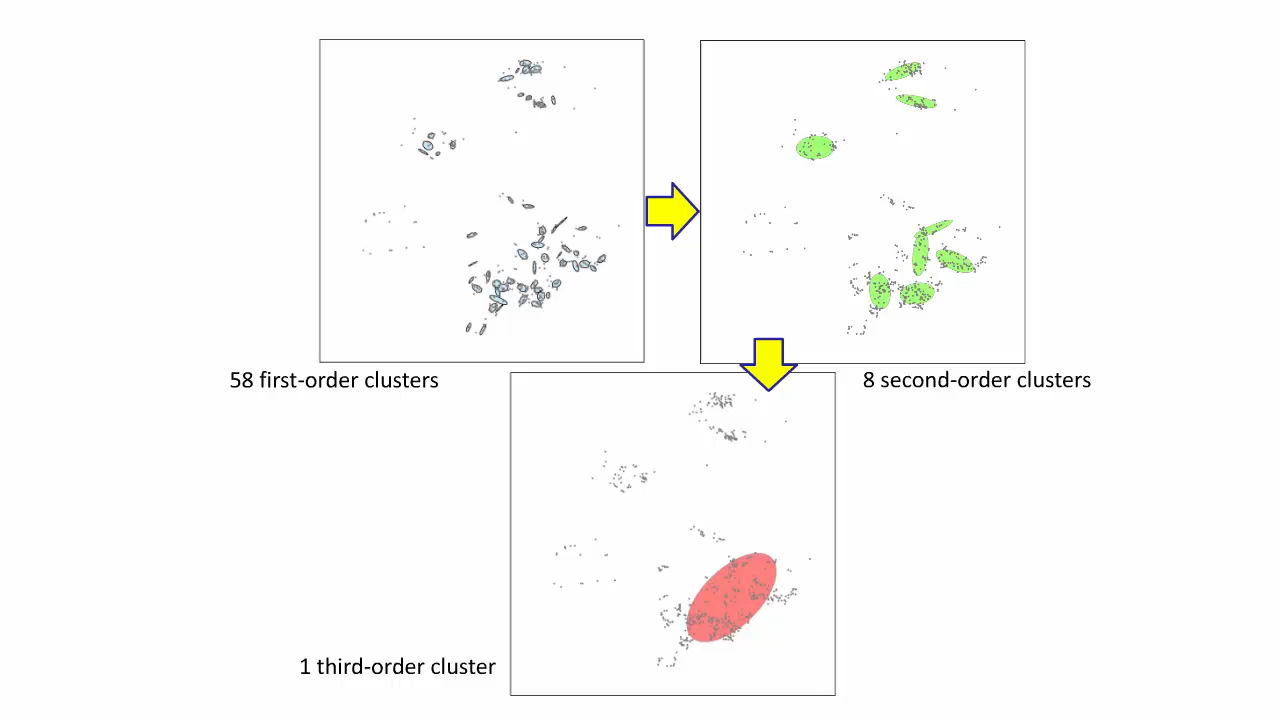 58 first-order clusters
8 second-order clusters
1 third-order cluster